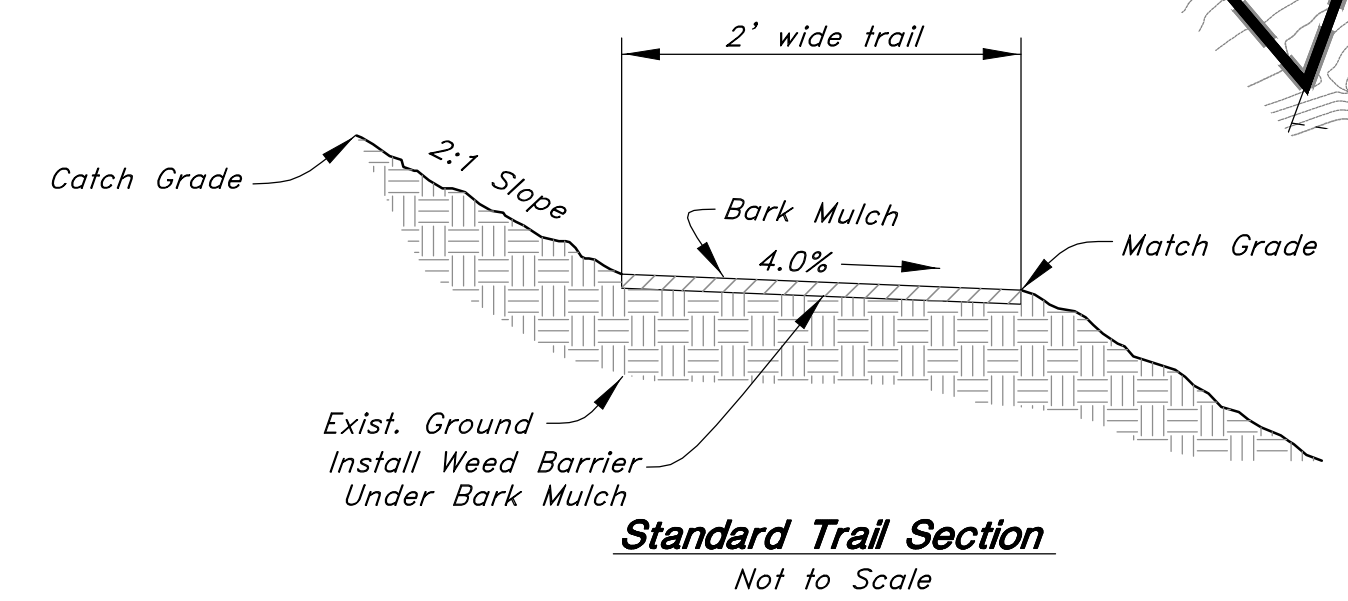 2' wide trail
Catch Grade
2:1 Slope
Bark Mulch
4.0%
Match Grade
Exist. Ground
Install Weed Barrier
Under Bark Mulch
Standard Trail Section
Not to Scale